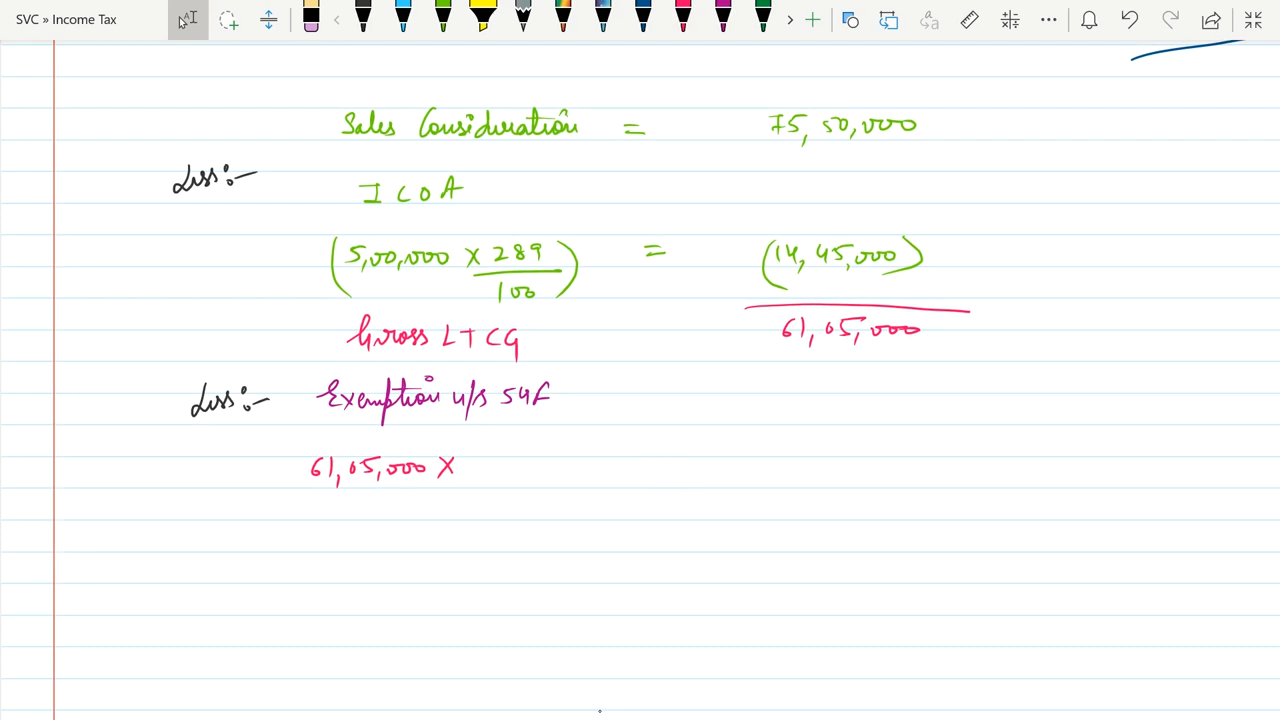 SVC » Income Tax
Sales Consideration = 75,50,000
Less:-
ICOA
(5,00,000 X 289/100) = (14,45,000)
Gross LTCG 61,05,000
Less:- Exemption u/s 54F
61,05,000 X